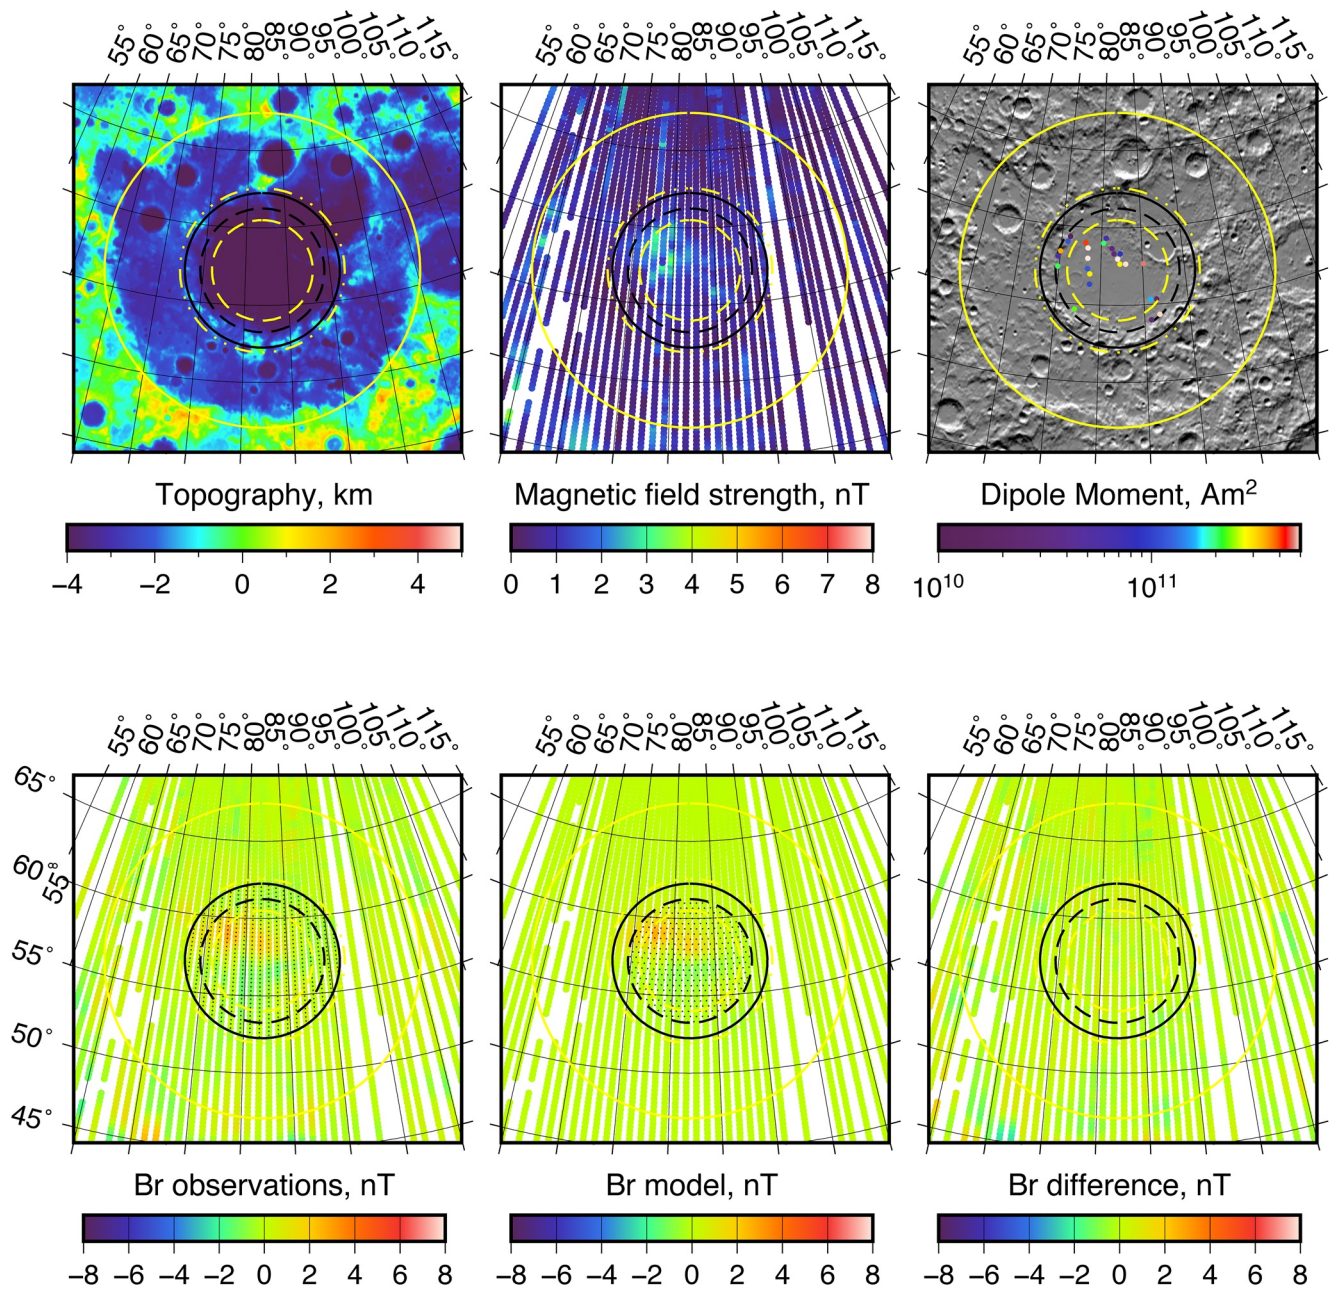 55° 60° 65° 70° 75° 80° 85° 90° 95° 100° 105° 110° 115°
55° 60° 65° 70° 75° 80° 85° 90° 95° 100° 105° 110° 115°
55° 60° 65° 70° 75° 80° 85° 90° 95° 100° 105° 110° 115°
Topography, km
−4 −2 0 2 4
Magnetic field strength, nT
0 1 2 3 4 5 6 7 8
Dipole Moment, Am²
10¹⁰ 10¹¹
55° 60° 65° 70° 75° 80° 85° 90° 95° 100° 105° 110° 115°
55° 60° 65° 70° 75° 80° 85° 90° 95° 100° 105° 110° 115°
55° 60° 65° 70° 75° 80° 85° 90° 95° 100° 105° 110° 115°
65°
60°
55°
55°
50°
45°
Br observations, nT
−8 −6 −4 −2 0 2 4 6 8
Br model, nT
−8 −6 −4 −2 0 2 4 6 8
Br difference, nT
−8 −6 −4 −2 0 2 4 6 8